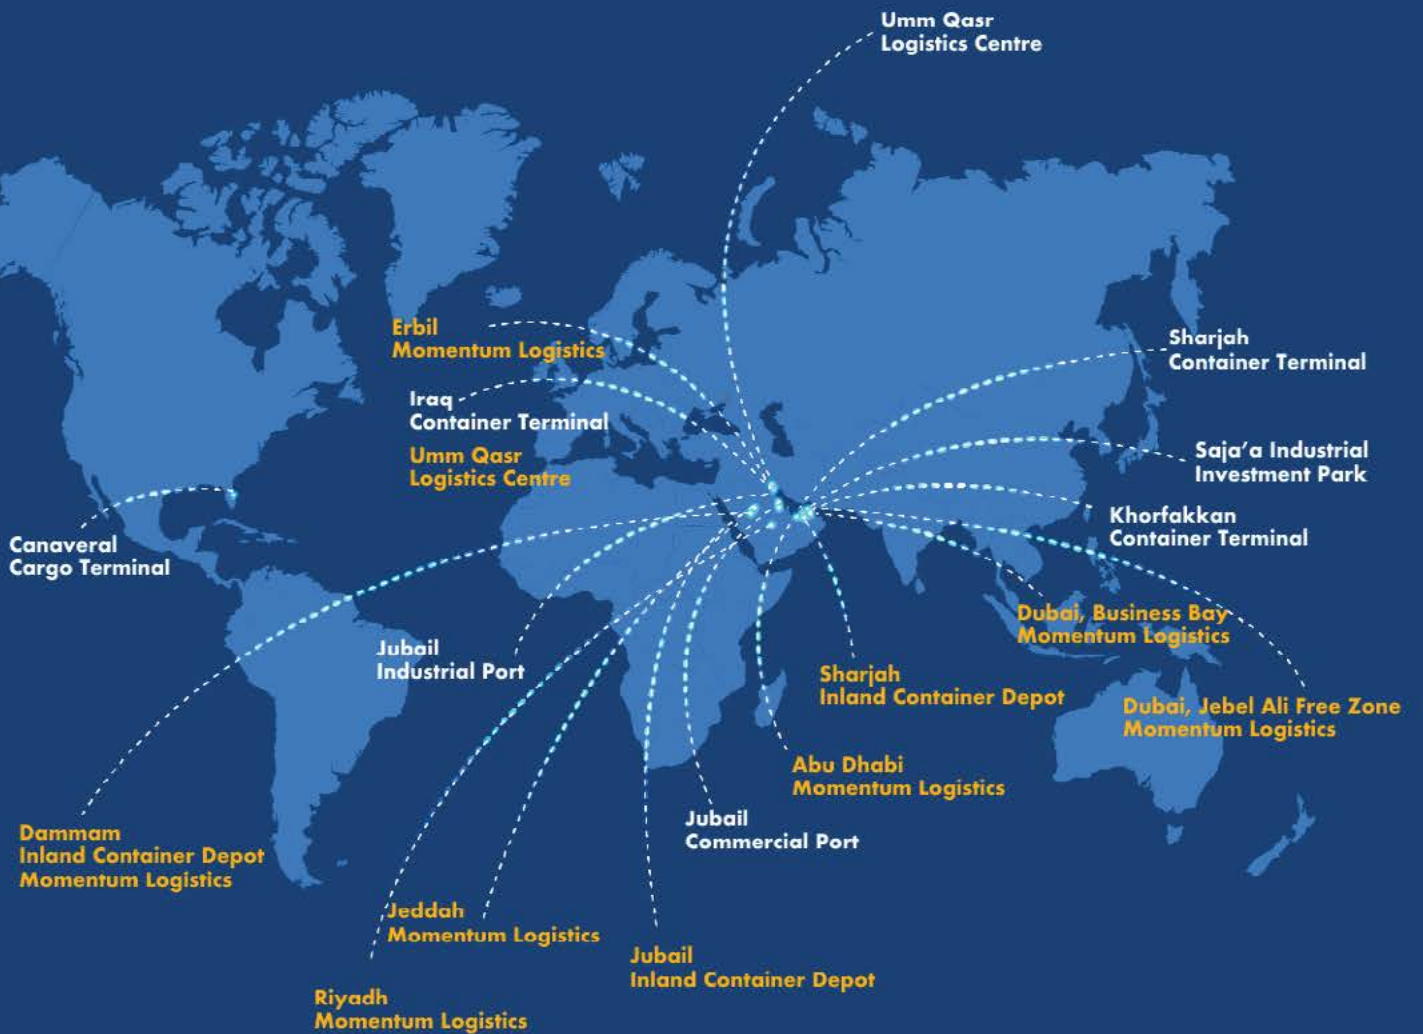 Umm Qasr
Logistics Centre
Erbil
Momentum Logistics
Sharjah
Container Terminal
Iraq
Container Terminal
Umm Qasr
Logistics Centre
Saja’a Industrial
Investment Park
Khorfakkan
Container Terminal
Canaveral
Cargo Terminal
Dubai, Business Bay
Momentum Logistics
Jubail
Industrial Port
Sharjah
Inland Container Depot
Dubai, Jebel Ali Free Zone
Momentum Logistics
Abu Dhabi
Momentum Logistics
Jubail
Commercial Port
Dammam
Inland Container Depot
Momentum Logistics
Jeddah
Momentum Logistics
Jubail
Inland Container Depot
Riyadh
Momentum Logistics